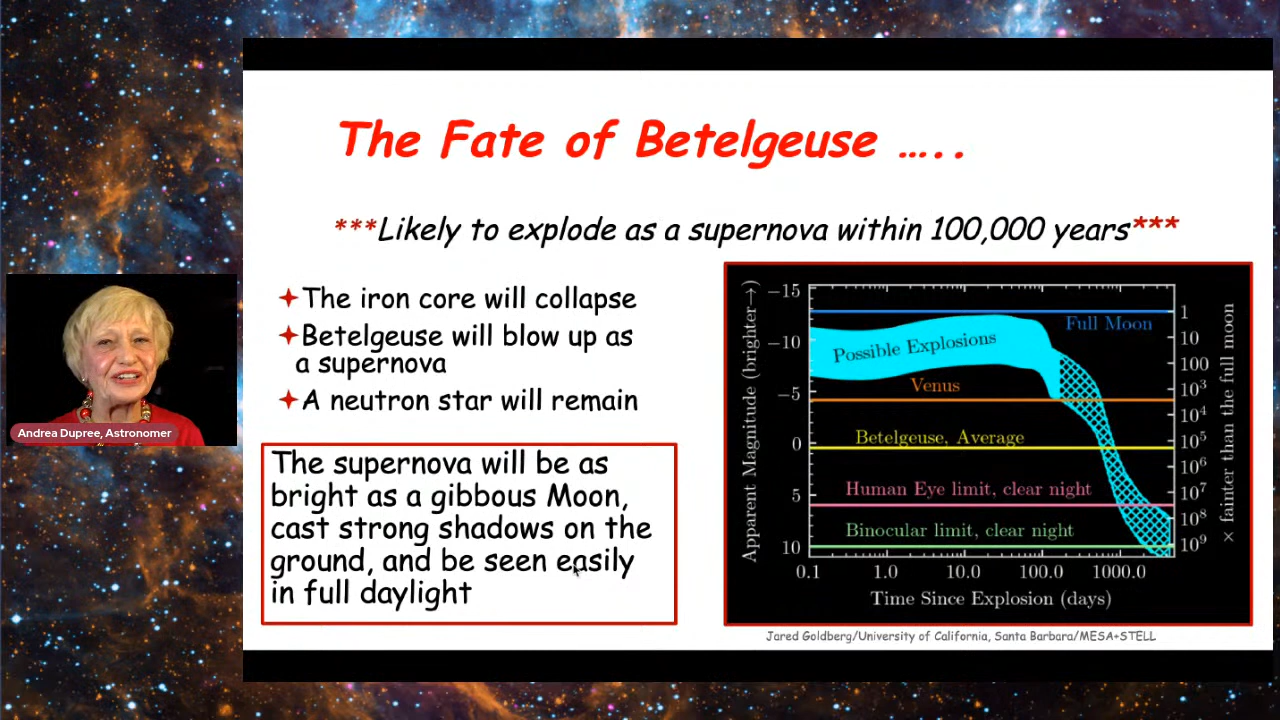 The Fate of Betelgeuse …..
***Likely to explode as a supernova within 100,000 years***
The iron core will collapse
Betelgeuse will blow up as
a supernova
A neutron star will remain
The supernova will be as
bright as a gibbous Moon,
cast strong shadows on the
ground, and be seen easily
in full daylight
Andrea Dupree, Astronomer
Apparent Magnitude (brighter→)
−15
−10
−5
0
5
10
Full Moon
Possible Explosions
Venus
Betelgeuse, Average
Human Eye limit, clear night
Binocular limit, clear night
1
10
100
10³
10⁴
10⁵
10⁶
10⁷
10⁸
10⁹
× fainter than the full moon
0.1 1.0 10.0 100.0 1000.0
Time Since Explosion (days)
Jared Goldberg/University of California, Santa Barbara/MESA+STELL